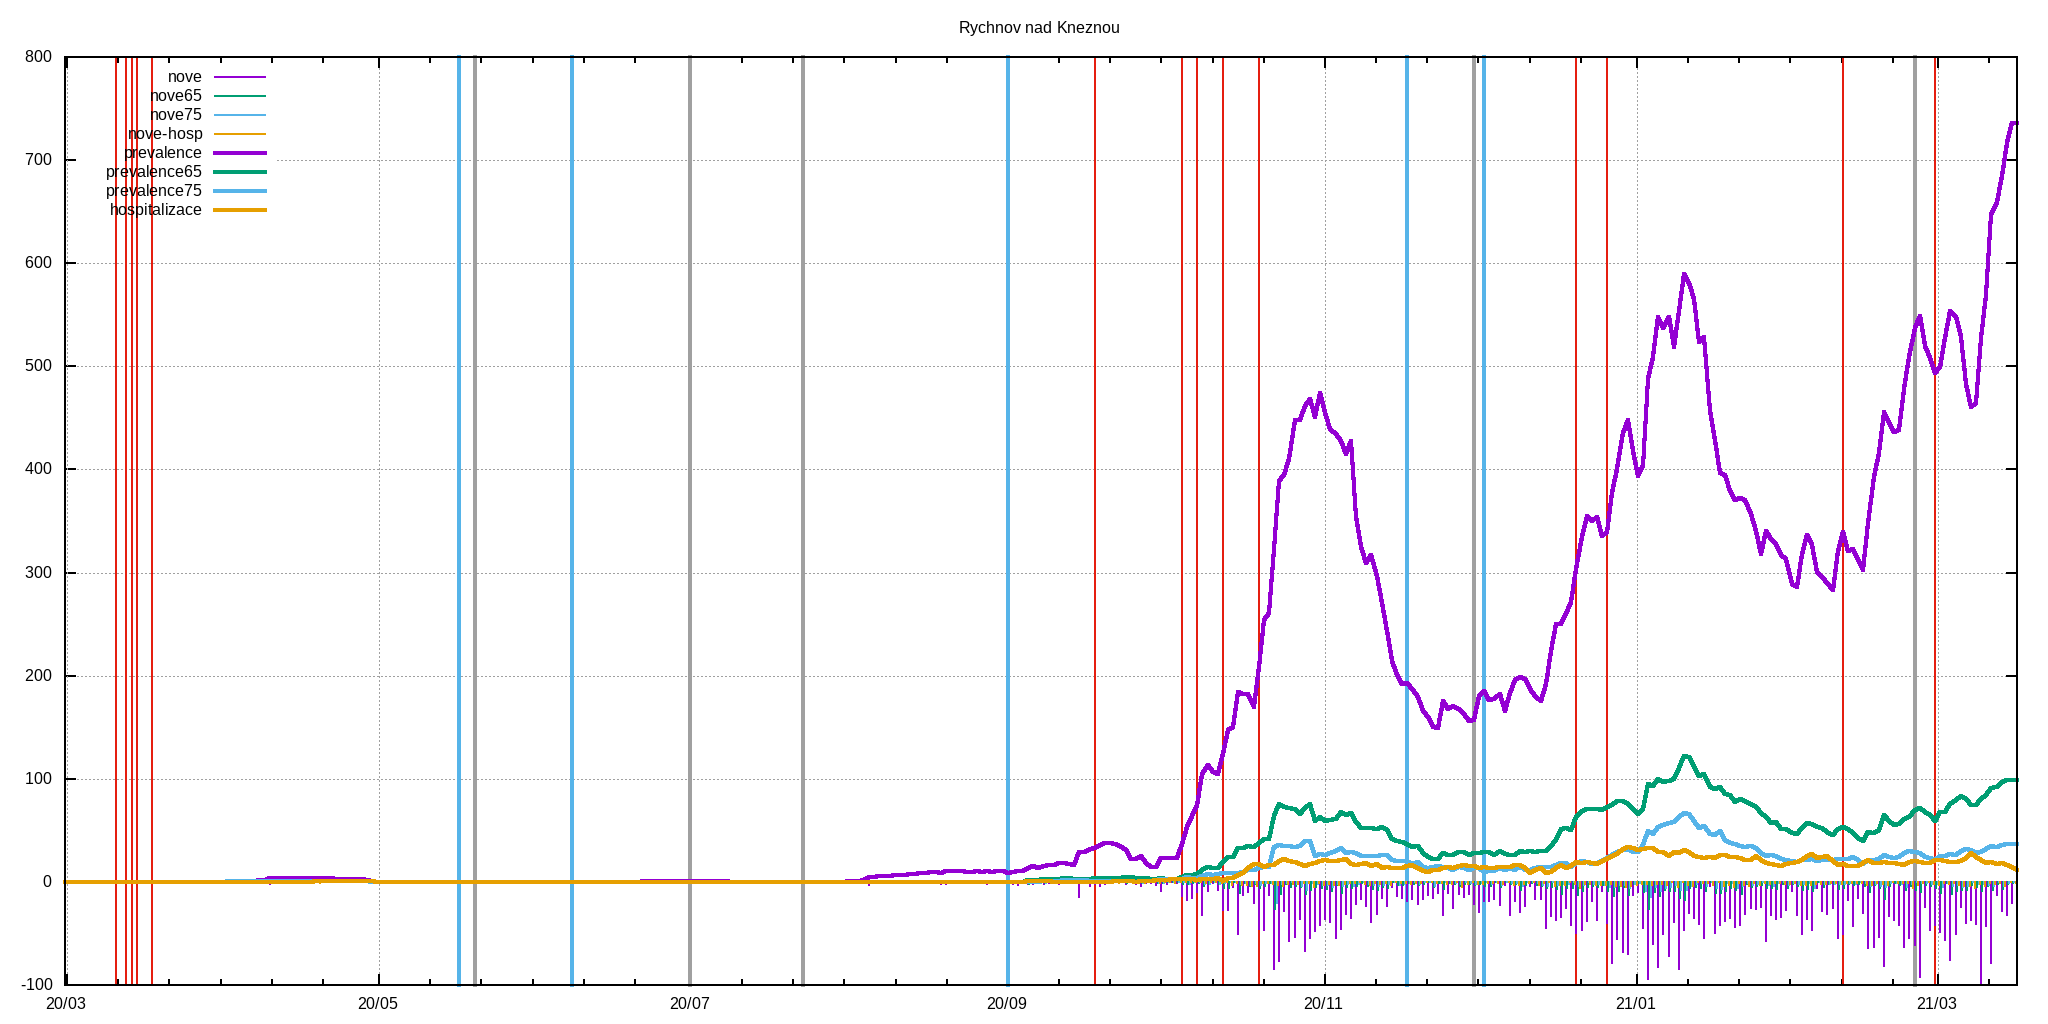 Rychnov nad Kneznou
800
700
600
500
400
300
200
100
0
-100
nove
nove65
nove75
nove-hosp
prevalence
prevalence65
prevalence75
hospitalizace
20/03 20/05 20/07 20/09 20/11 21/01 21/03